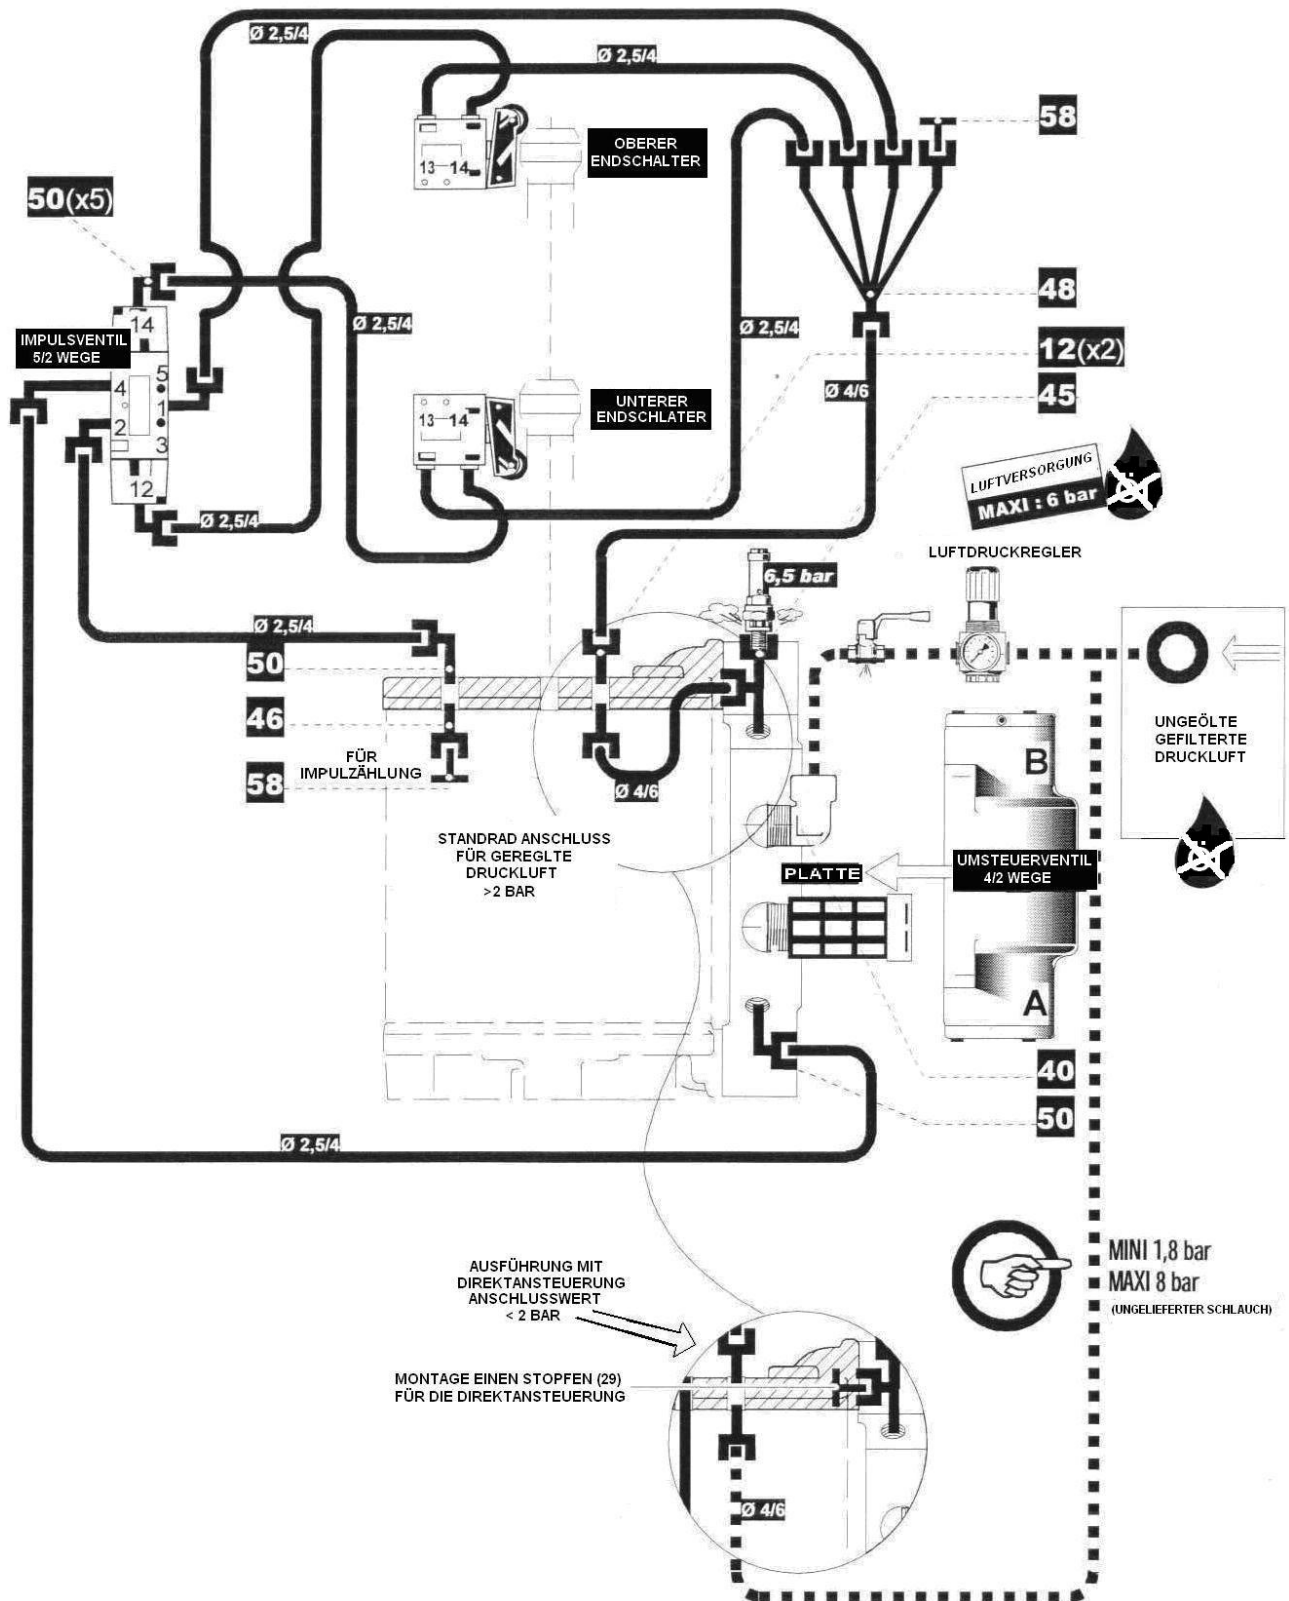 Ø 2,5/4
Ø 2,5/4
58
OBERER
ENDSCHALTER
13 14
50(x5)
48
14
Ø 2,5/4
Ø 2,5/4
IMPULSVENTIL
5/2 WEGE
12(x2)
5
4
1
2
3
12
Ø 4/6
45
UNTERER
ENDSCHLATER
13 14
LUFTVERSORGUNG
MAXI : 6 bar
Öl
Ø 2,5/4
LUFTDRUCKREGLER
6,5 bar
Ø 2,5/4
50
46
58
FÜR
IMPULZÄHLUNG
Ø 4/6
UNGEÖLTE
GEFILTERTE
DRUCKLUFT
Öl
B
STANDRAD ANSCHLUSS
FÜR GEREGLTE
DRUCKLUFT
>2 BAR
PLATTE
UMSTEUERVENTIL
4/2 WEGE
A
40
50
Ø 2,5/4
MINI 1,8 bar
MAXI 8 bar
(UNGELIEFERTER SCHLAUCH)
AUSFÜHRUNG MIT
DIREKTANSTEUERUNG
ANSCHLUSSWERT
< 2 BAR
MONTAGE EINEN STOPFEN (29)
FÜR DIE DIREKTANSTEUERUNG
Ø 4/6